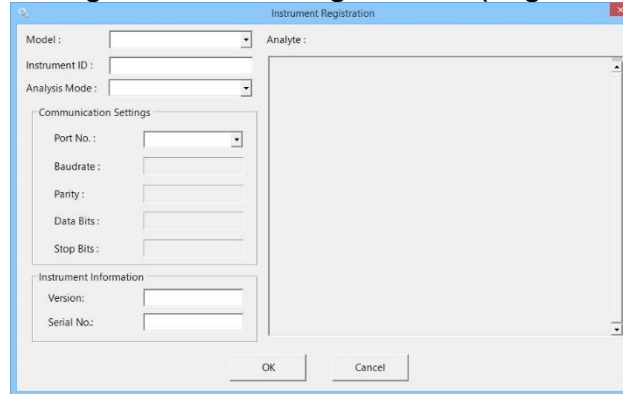 Instrument Registration
Model :
Analyte :
Instrument ID :
Analysis Mode :
Communication Settings
Port No. :
Baudrate :
Parity :
Data Bits :
Stop Bits :
Instrument Information
Version:
Serial No.:
OK
Cancel